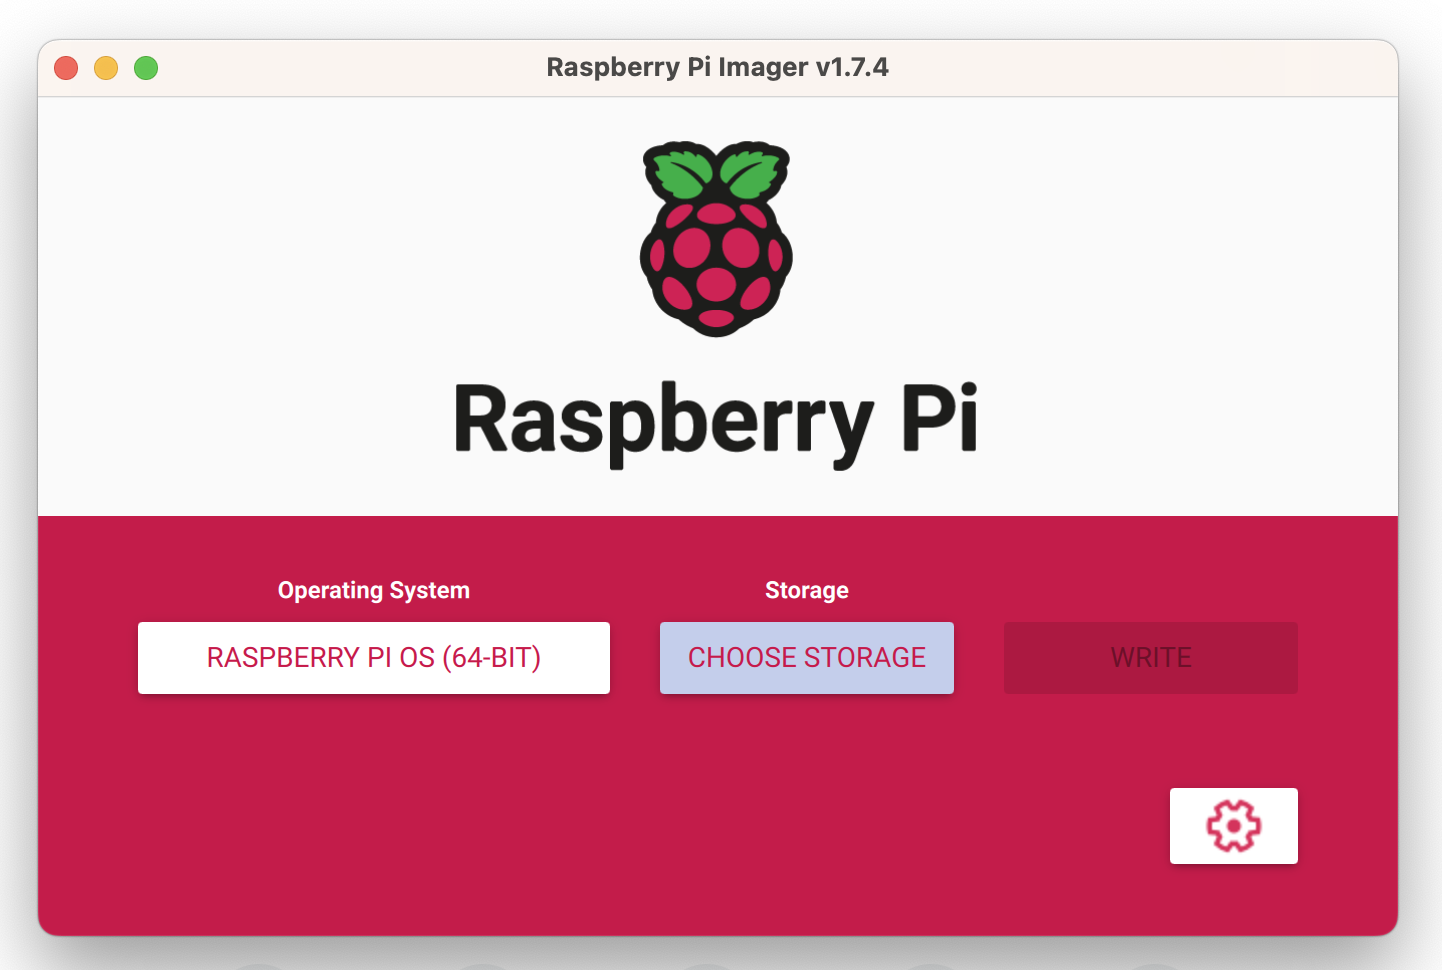 Raspberry Pi Imager v1.7.4
Raspberry Pi
Operating System
Storage
RASPBERRY PI OS (64-BIT)
CHOOSE STORAGE
WRITE